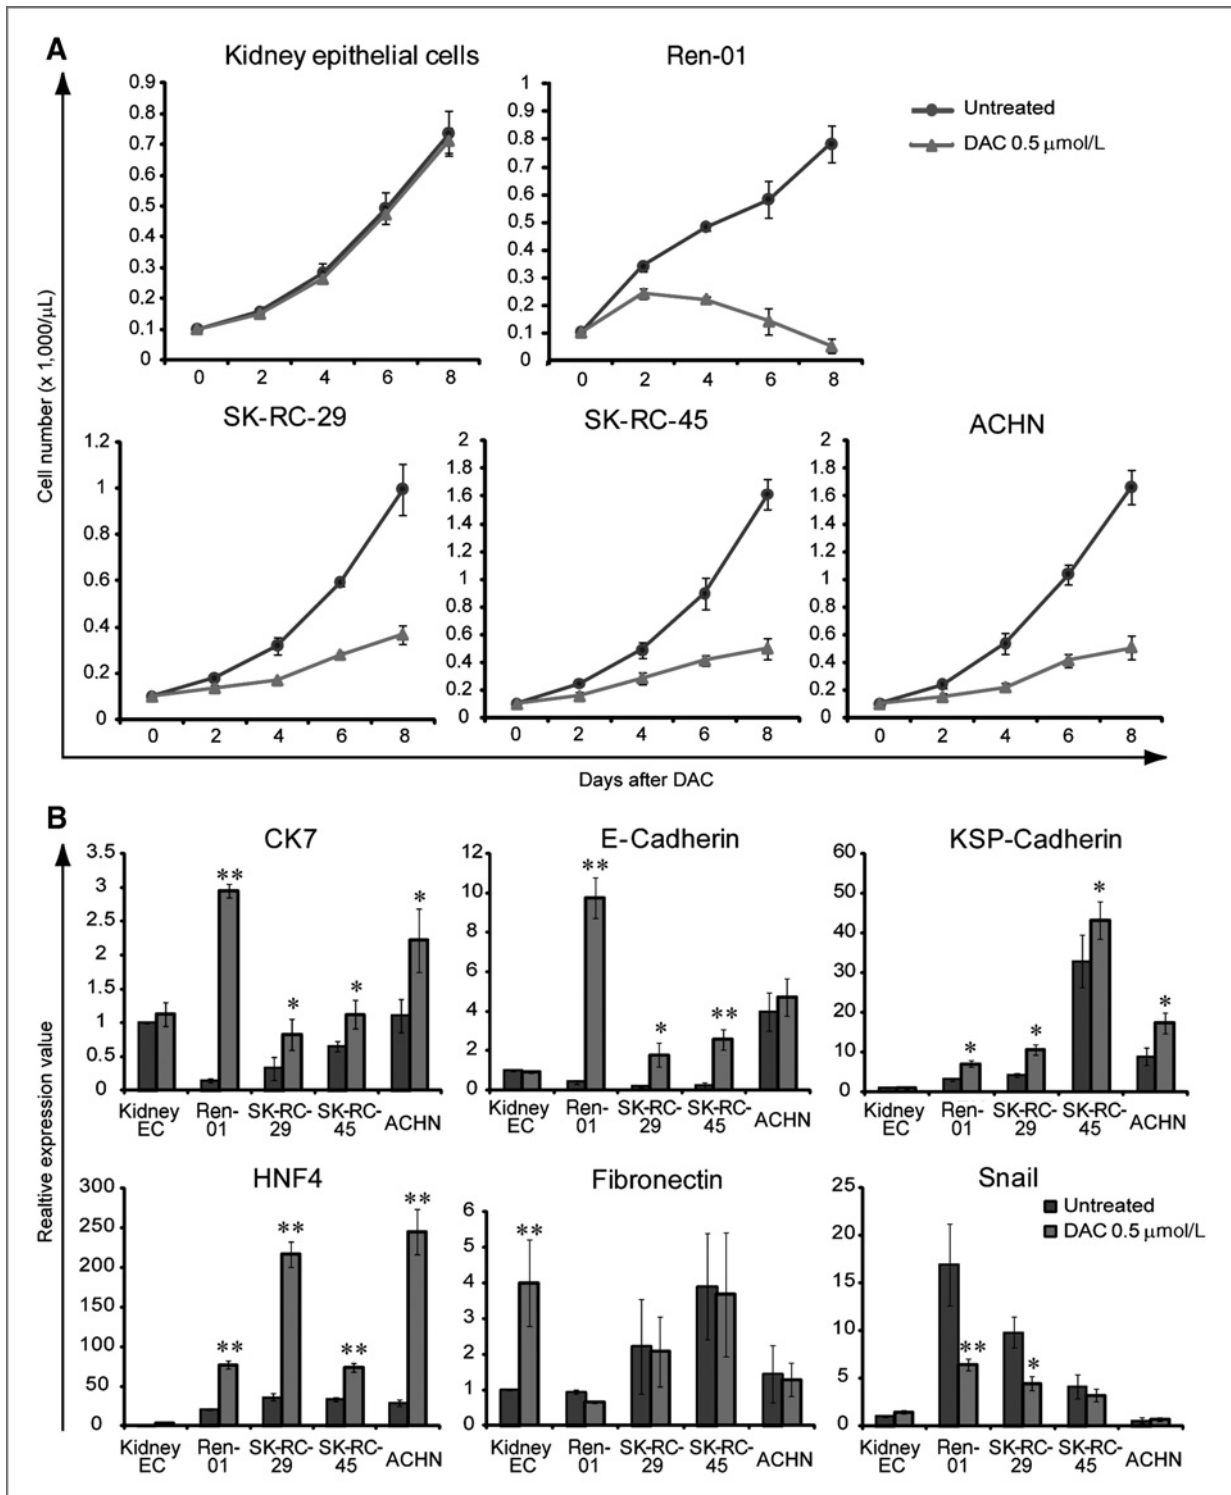 A
Kidney epithelial cells
Ren-01
Untreated
DAC 0.5 μmol/L
Cell number (x 1,000/μL)
0.9
0.8
0.7
0.6
0.5
0.4
0.3
0.2
0.1
0
0 2 4 6 8
1
0.9
0.8
0.7
0.6
0.5
0.4
0.3
0.2
0.1
0
0 2 4 6 8
SK-RC-29
SK-RC-45
ACHN
1.2
1
0.8
0.6
0.4
0.2
0
0 2 4 6 8
2
1.8
1.6
1.4
1.2
1
0.8
0.6
0.4
0.2
0
0 2 4 6 8
2
1.8
1.6
1.4
1.2
1
0.8
0.6
0.4
0.2
0
0 2 4 6 8
Days after DAC
B
Realtive expression value
CK7
3.5
3
2.5
2
1.5
1
0.5
0
** * * *
Kidney EC
Ren-01
SK-RC-29
SK-RC-45
ACHN
E-Cadherin
12
10
8
6
4
2
0
** * **
Kidney EC
Ren-01
SK-RC-29
SK-RC-45
ACHN
KSP-Cadherin
60
50
40
30
20
10
0
* * * *
Kidney EC
Ren-01
SK-RC-29
SK-RC-45
ACHN
HNF4
300
250
200
150
100
50
0
** ** ** **
Kidney EC
Ren-01
SK-RC-29
SK-RC-45
ACHN
Fibronectin
6
5
4
3
2
1
0
**
Kidney EC
Ren-01
SK-RC-29
SK-RC-45
ACHN
Snail
Untreated
DAC 0.5 μmol/L
25
20
15
10
5
0
** *
Kidney EC
Ren-01
SK-RC-29
SK-RC-45
ACHN